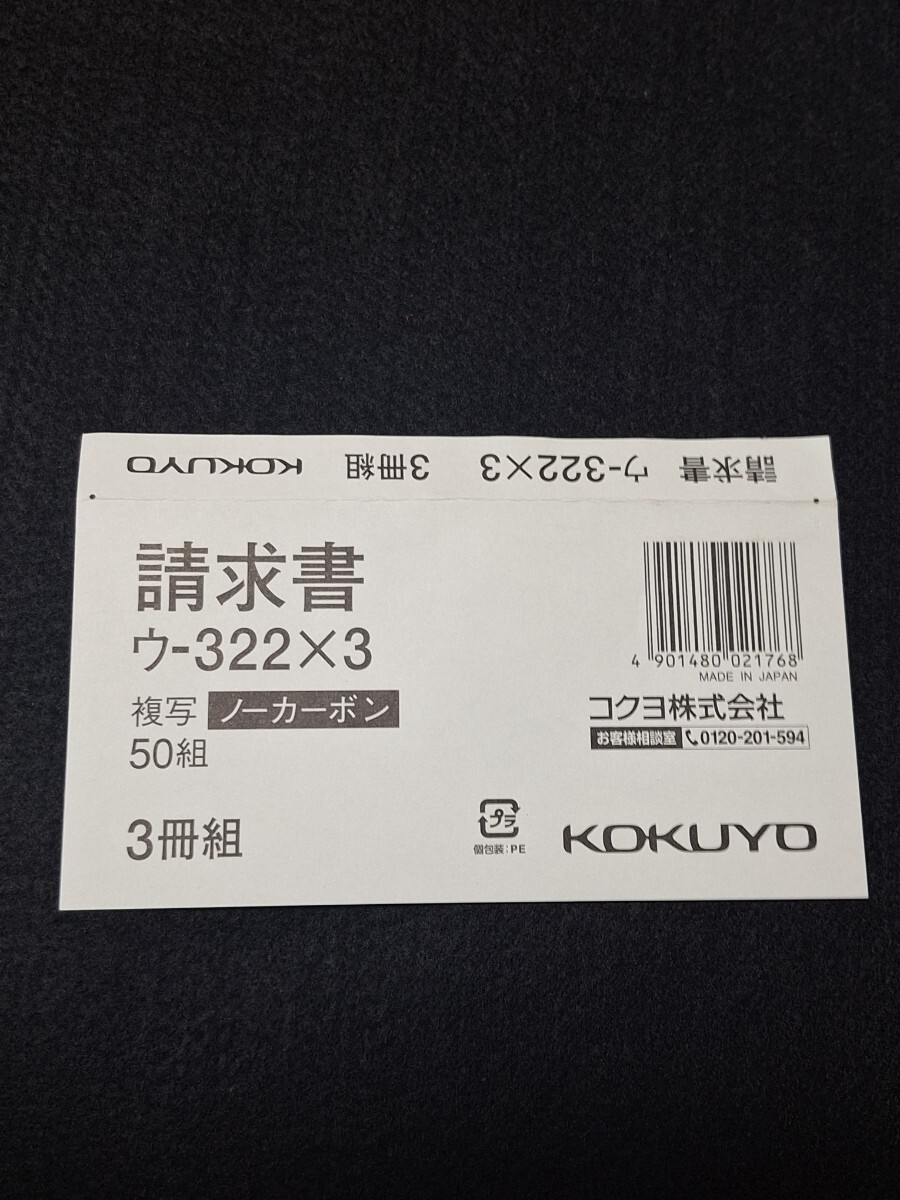 請求書 ウ-322×3 3冊組 KOKUYO
請求書
ウ-322×3
複写 ノーカーボン
50組
3冊組
4 901480 021768
MADE IN JAPAN
コクヨ株式会社
お客様相談室 0120-201-594
プラ
個包装:PE
KOKUYO